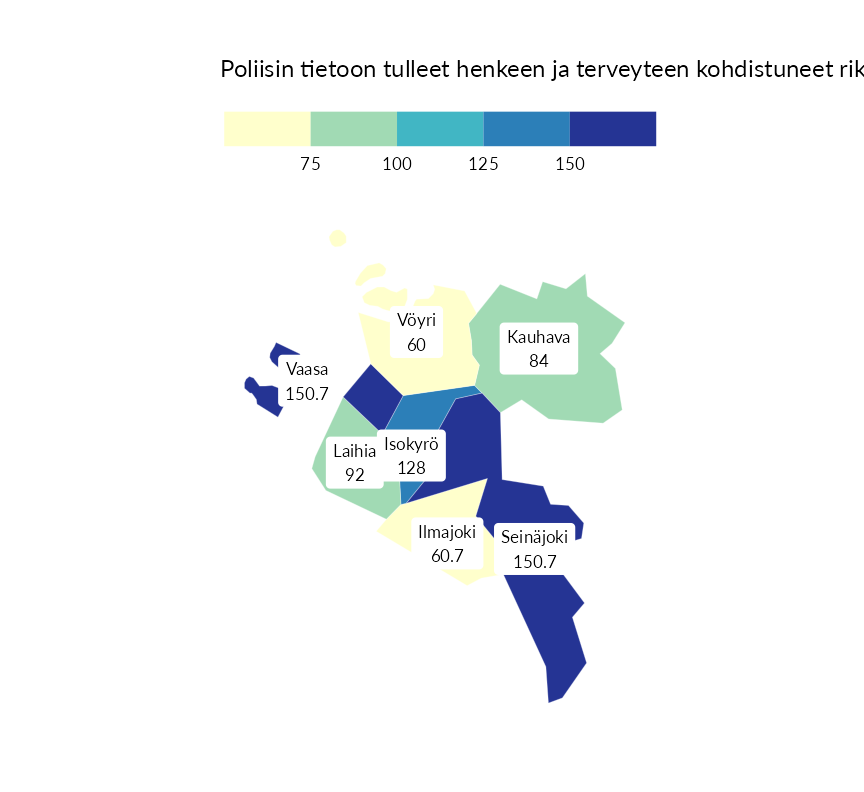 Poliisin tietoon tulleet henkeen ja terveyteen kohdistuneet rik
75 100 125 150
Vöyri
60
Kauhava
84
Vaasa
150.7
Isokyrö
128
Laihia
92
Ilmajoki
60.7
Seinäjoki
150.7